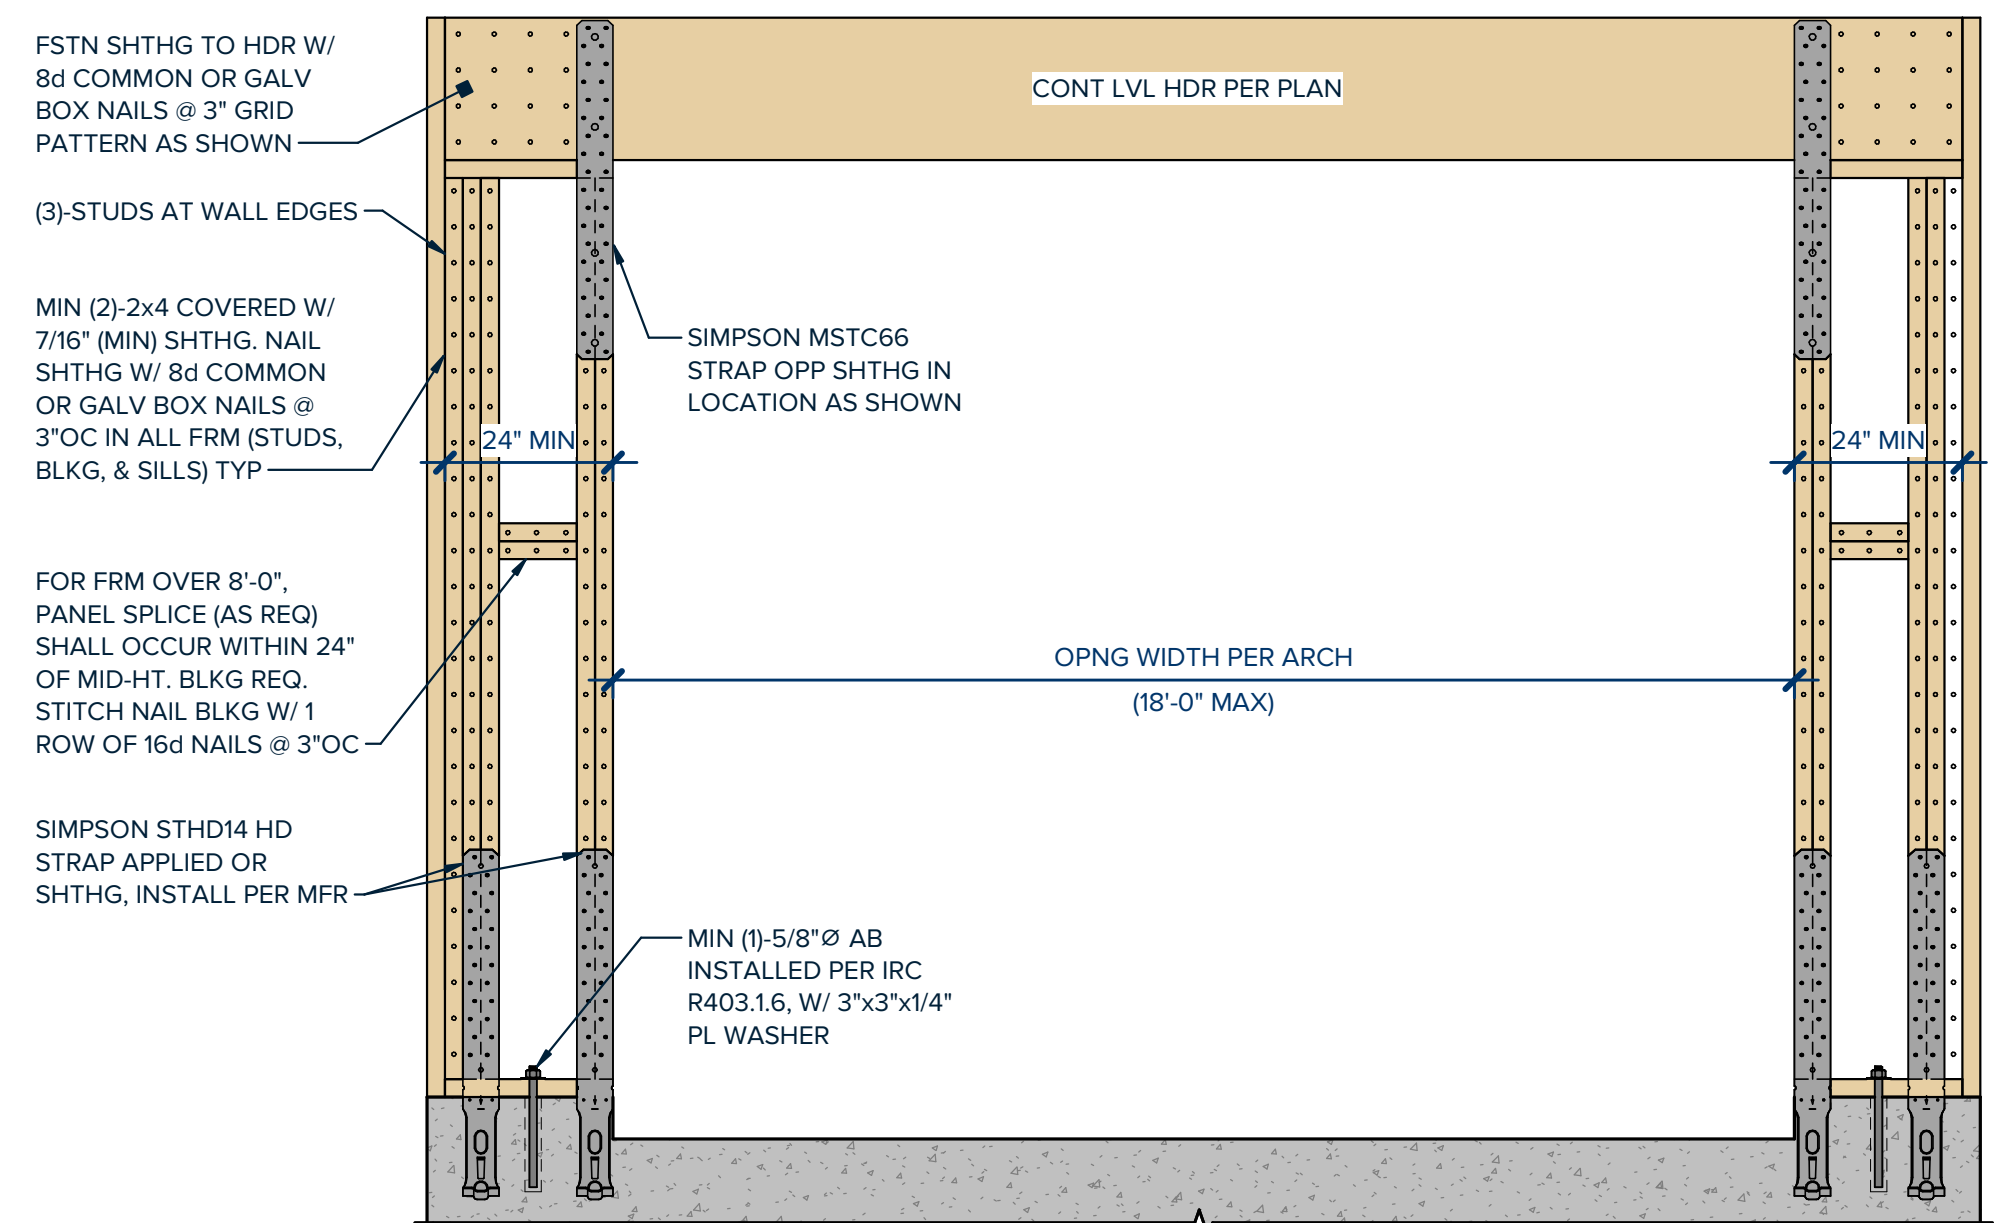 FSTN SHTHG TO HDR W/
8d COMMON OR GALV
BOX NAILS @ 3" GRID
PATTERN AS SHOWN
CONT LVL HDR PER PLAN
(3)-STUDS AT WALL EDGES
MIN (2)-2x4 COVERED W/
7/16" (MIN) SHTHG. NAIL
SHTHG W/ 8d COMMON
OR GALV BOX NAILS @
3"OC IN ALL FRM (STUDS,
BLKG, & SILLS) TYP
SIMPSON MSTC66
STRAP OPP SHTHG IN
LOCATION AS SHOWN
24" MIN
24" MIN
FOR FRM OVER 8'-0",
PANEL SPLICE (AS REQ)
SHALL OCCUR WITHIN 24"
OF MID-HT. BLKG REQ.
STITCH NAIL BLKG W/ 1
ROW OF 16d NAILS @ 3"OC
OPNG WIDTH PER ARCH
(18'-0" MAX)
SIMPSON STHD14 HD
STRAP APPLIED OR
SHTHG, INSTALL PER MFR
MIN (1)-5/8"Ø AB
INSTALLED PER IRC
R403.1.6, W/ 3"x3"x1/4"
PL WASHER